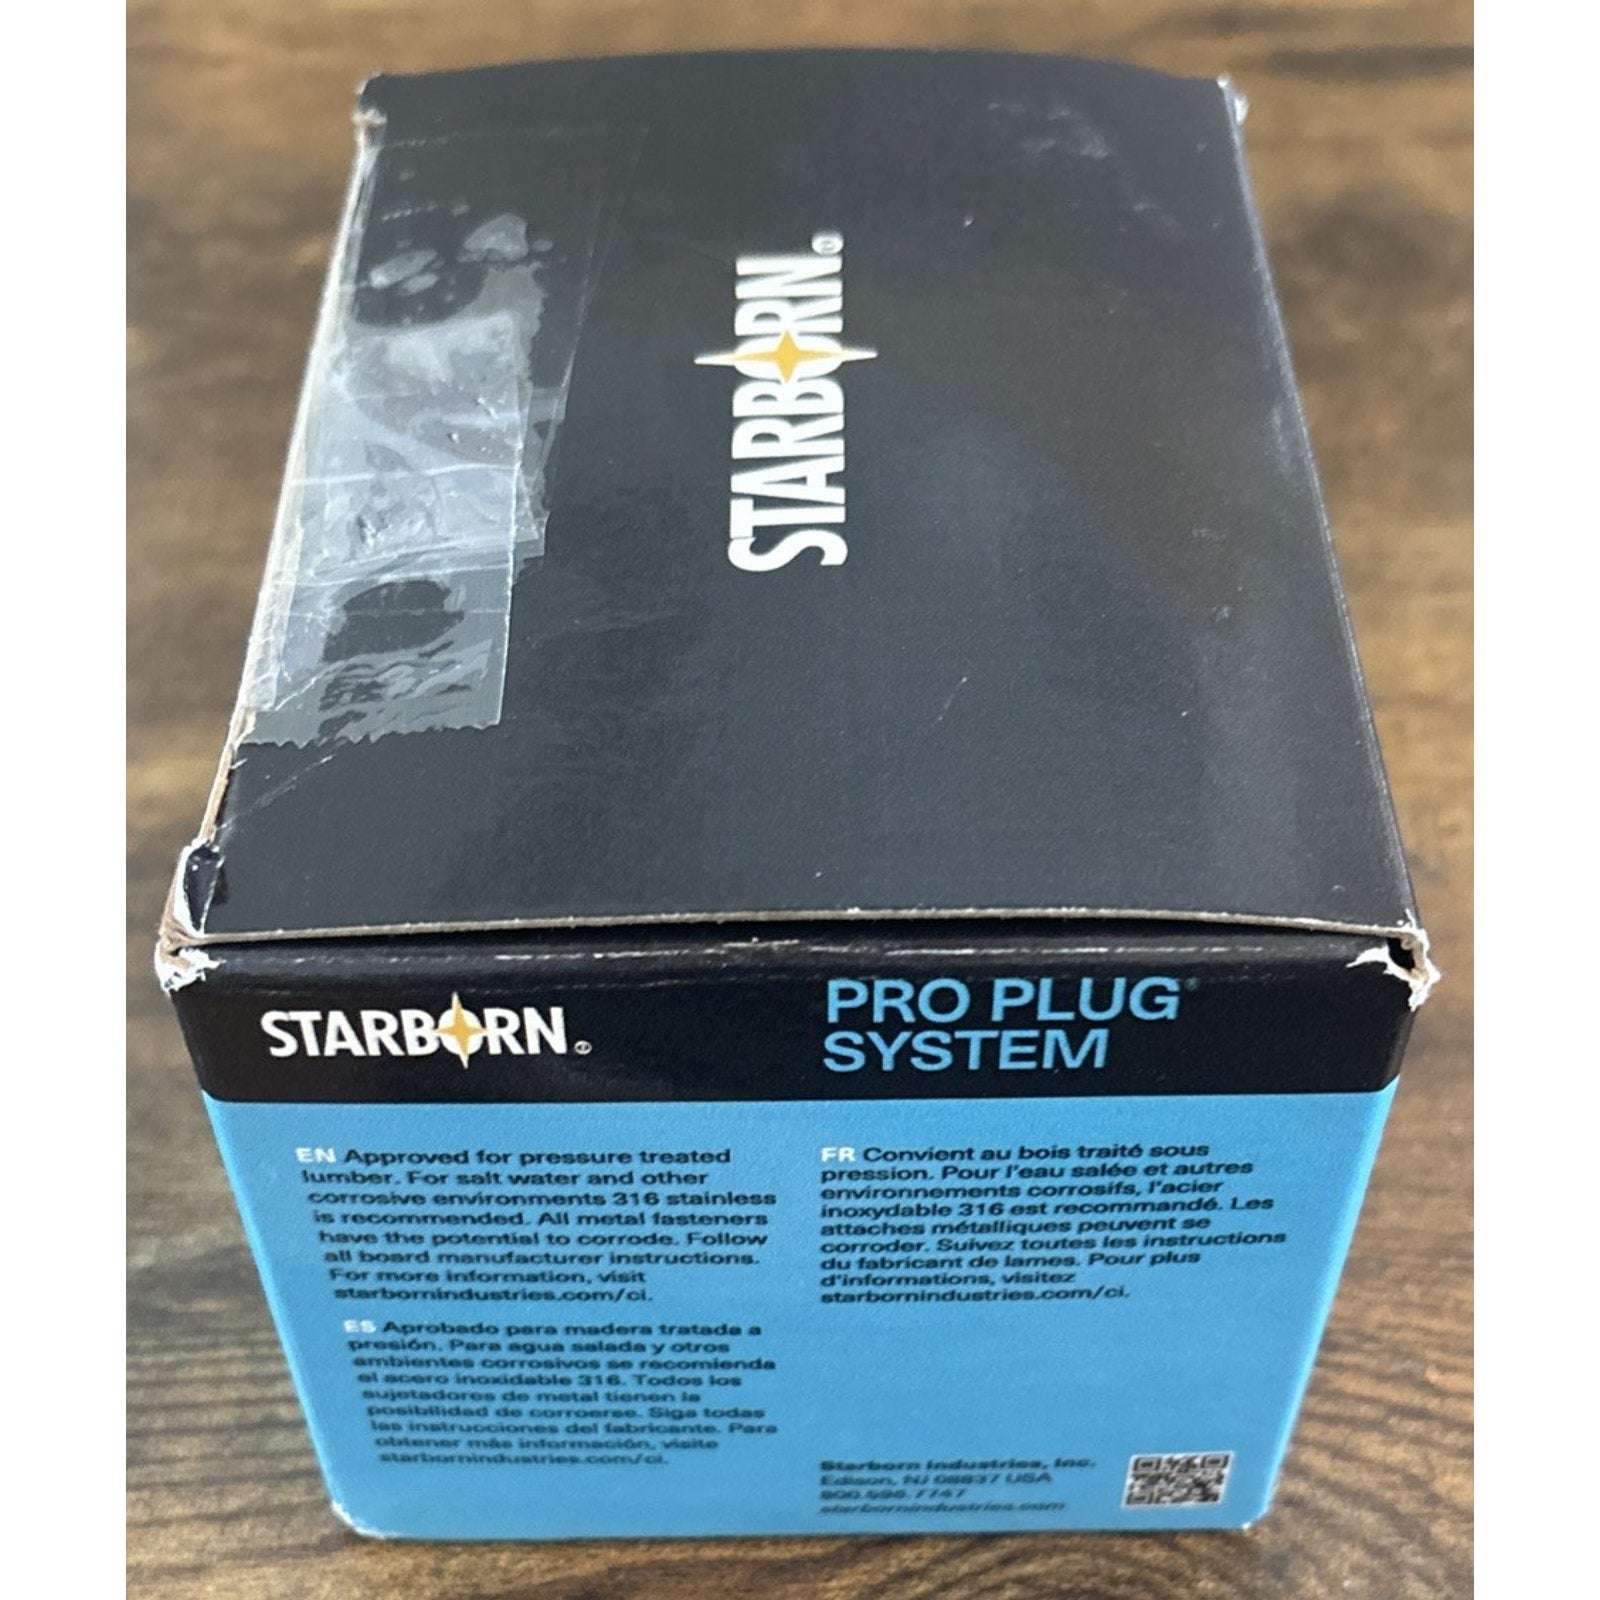 STARBORN®
STARBORN®
PRO PLUG®
SYSTEM
EN Approved for pressure treated
lumber. For salt water and other
corrosive environments 316 stainless
is recommended. All metal fasteners
have the potential to corrode. Follow
all board manufacturer instructions.
For more information, visit
starbornindustries.com/ci.
ES Aprobado para madera tratada a
presión. Para agua salada y otros
ambientes corrosivos se recomienda
el acero inoxidable 316. Todos los
sujetadores de metal tienen la
posibilidad de corroerse. Siga todas
las instrucciones del fabricante. Para
obtener más información, visite
starbornindustries.com/ci.
FR Convient au bois traité sous
pression. Pour l'eau salée et autres
environnements corrosifs, l'acier
inoxydable 316 est recommandé. Les
attaches métalliques peuvent se
corroder. Suivez toutes les instructions
du fabricant de lames. Pour plus
d'informations, visitez
starbornindustries.com/ci.
Starborn Industries, Inc.
Edison, NJ 08837 USA
800.596.7747
starbornindustries.com